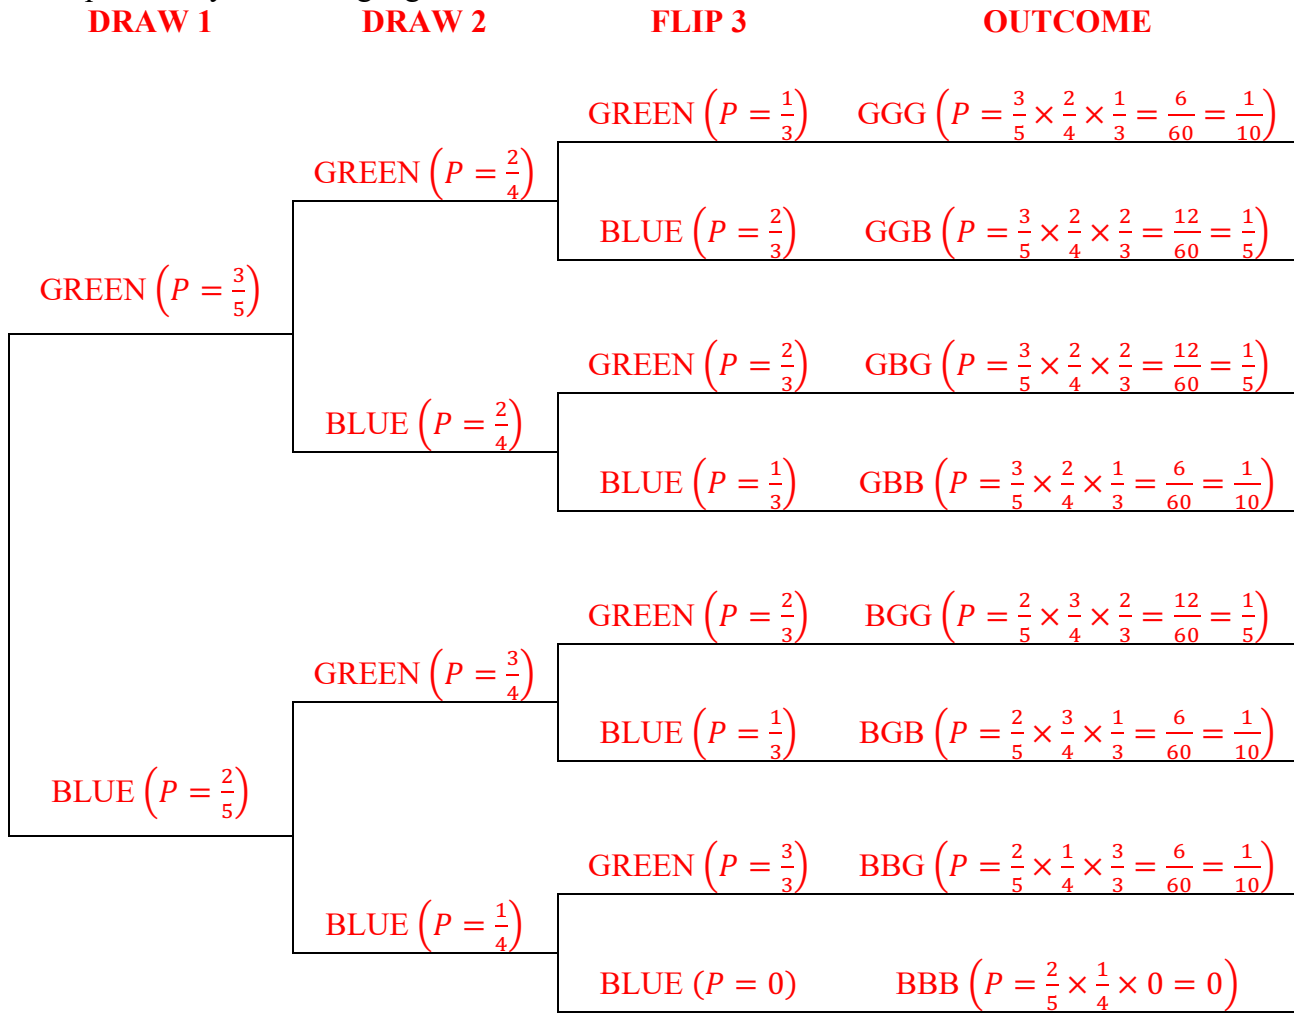 DRAW 1 DRAW 2 FLIP 3 OUTCOME
GREEN (P = 1/3) GGG (P = 3/5 × 2/4 × 1/3 = 6/60 = 1/10)
GREEN (P = 2/4)
BLUE (P = 2/3) GGB (P = 3/5 × 2/4 × 2/3 = 12/60 = 1/5)
GREEN (P = 3/5)
GREEN (P = 2/3) GBG (P = 3/5 × 2/4 × 2/3 = 12/60 = 1/5)
BLUE (P = 2/4)
BLUE (P = 1/3) GBB (P = 3/5 × 2/4 × 1/3 = 6/60 = 1/10)
GREEN (P = 2/3) BGG (P = 2/5 × 3/4 × 2/3 = 12/60 = 1/5)
GREEN (P = 3/4)
BLUE (P = 1/3) BGB (P = 2/5 × 3/4 × 1/3 = 6/60 = 1/10)
BLUE (P = 2/5)
GREEN (P = 3/3) BBG (P = 2/5 × 1/4 × 3/3 = 6/60 = 1/10)
BLUE (P = 1/4)
BLUE (P = 0) BBB (P = 2/5 × 1/4 × 0 = 0)